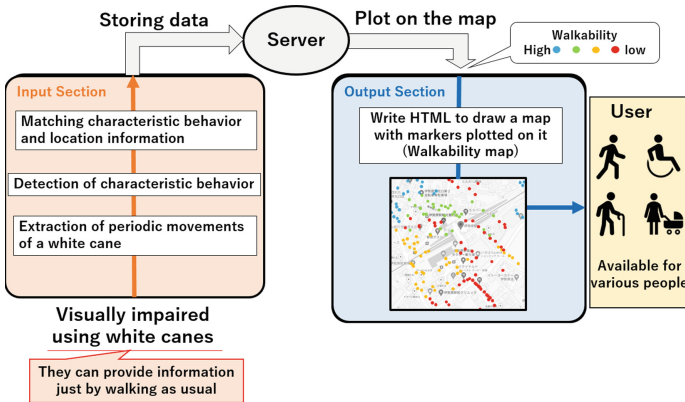 Storing data
Server
Plot on the map
Walkability
High low
Input Section
Matching characteristic behavior
and location information
Detection of characteristic behavior
Extraction of periodic movements
of a white cane
Visually impaired
using white canes
They can provide information
just by walking as usual
Output Section
Write HTML to draw a map
with markers plotted on it
(Walkability map)
User
Available for
various people